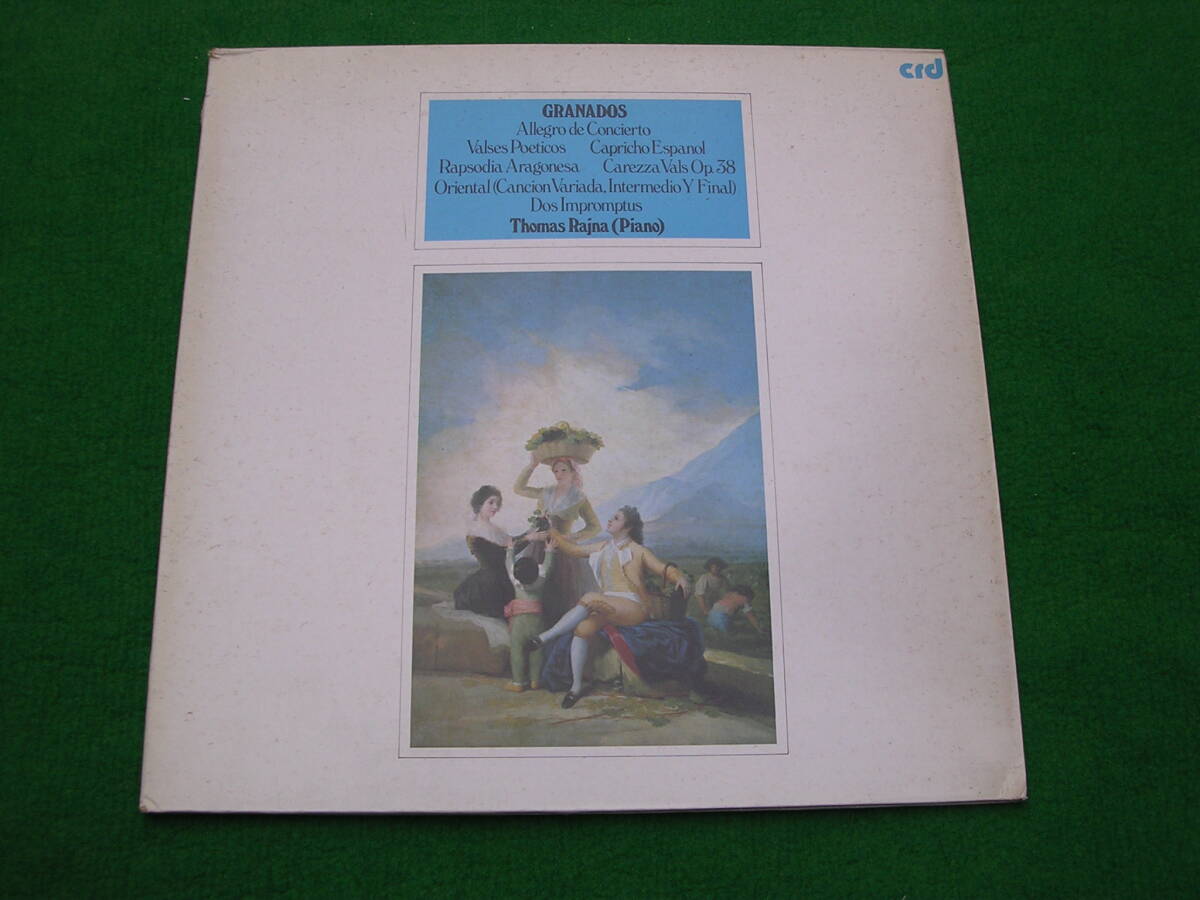 crd
GRANADOS
Allegro de Concierto
Valses Poeticos Capricho Espanol
Rapsodia Aragonesa Carezza Vals Op. 38
Oriental (Cancion Variada, Intermedio Y Final)
Dos Impromptus
Thomas Rajna (Piano)